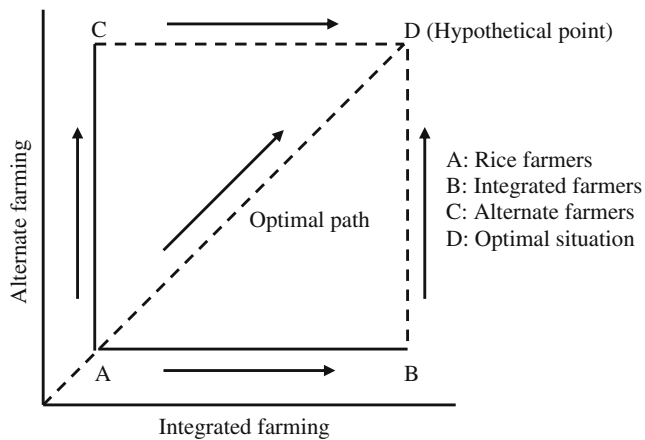 C
D (Hypothetical point)
Alternate farming
A: Rice farmers
B: Integrated farmers
C: Alternate farmers
D: Optimal situation
Optimal path
A
B
Integrated farming